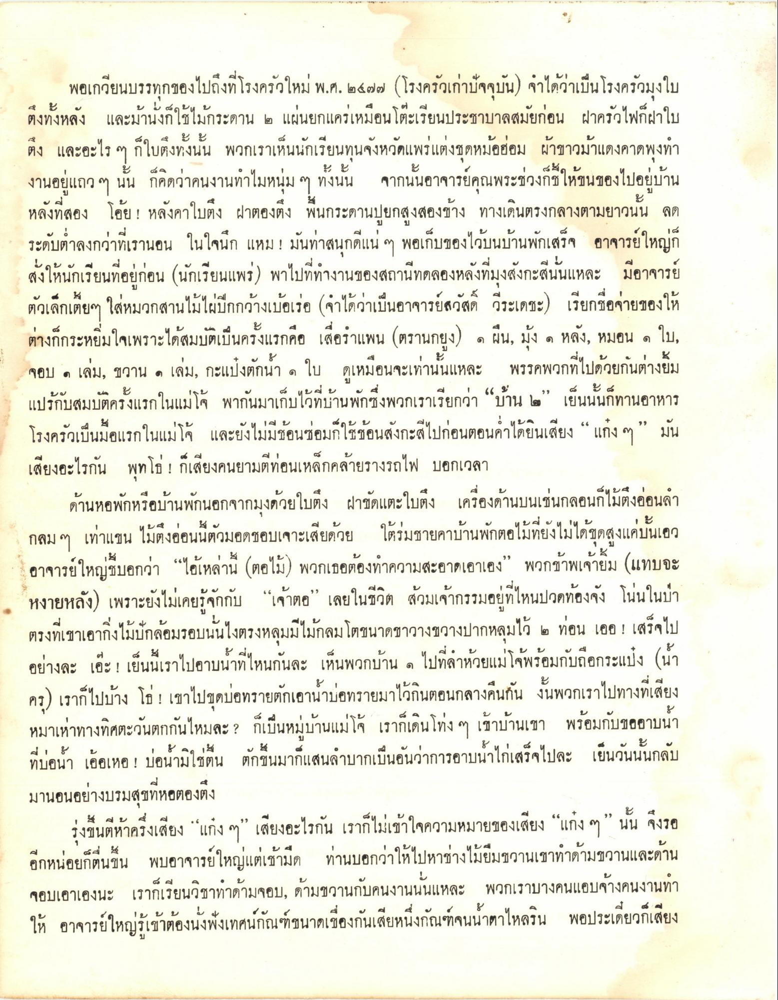 พอเกวียนบรรทุกของไปถึงที่โรงครัวใหม่ พ.ศ. ๒๔๗๗ (โรงครัวเก่าปัจจุบัน) จำได้ว่าเป็นโรงครัวมุงใบ
ตึงทั้งหลัง และม้านั่งก็ใช้ไม้กระดาน ๒ แผ่นยกแคร่เหมือนโต๊ะเรียนประชาบาลสมัยก่อน ฝาครัวไฟก็ฝาใบ
ตึง และอะไร ๆ ก็ใบตึงทั้งนั้น พวกเราเห็นนักเรียนทุนจังหวัดแพร่แต่งชุดหม้อฮ่อม ผ้าขาวม้าแดงคาดพุงทำ
งานอยู่แถว ๆ นั้น ก็คิดว่าคนงานทำไมหนุ่ม ๆ ทั้งนั้น จากนั้นอาจารย์คุณพระช่วงก็ชี้ให้ขนของไปอยู่บ้าน
หลังที่สอง โอ้ย ! หลังคาใบตึง ฝาตองตึง พื้นกระดานปูยกสูงสองข้าง ทางเดินตรงกลางตามยาวนั้น ลด
ระดับต่ำลงกว่าที่เรานอน ในใจนึก แหม ! มันท่าสนุกดีแน่ ๆ พอเก็บของไว้บนบ้านพักเสร็จ อาจารย์ใหญ่ก็
สั่งให้นักเรียนที่อยู่ก่อน (นักเรียนแพร่) พาไปที่ทำงานของสถานีทดลองหลังที่มุงสังกะสีนั่นแหละ มีอาจารย์
ตัวเล็กเตี้ยๆ ใส่หมวกสานไม้ไผ่ปีกกว้างเบ้อเร่อ (จำได้ว่าเป็นอาจารย์สวัสดิ์ วีระเดชะ) เรียกชื่อจ่ายของให้
ต่างก็กระหยิ่มใจเพราะได้สมบัติเป็นครั้งแรกคือ เสื่อรำแพน (ตรานกยูง) ๑ ผืน, มุ้ง ๑ หลัง, หมอน ๑ ใบ,
จอบ ๑ เล่ม, ขวาน ๑ เล่ม, กะแป๋งตักน้ำ ๑ ใบ ดูเหมือนจะเท่านั้นแหละ พรรคพวกที่ไปด้วยกันต่างยิ้ม
แปร้กับสมบัติครั้งแรกในแม่โจ้ พากันมาเก็บไว้ที่บ้านพักซึ่งพวกเราเรียกว่า “บ้าน ๒” เย็นนั้นก็ทานอาหาร
โรงครัวเป็นมื้อแรกในแม่โจ้ และยังไม่มีช้อนซ่อมก็ใช้ช้อนสังกะสีไปก่อนตอนค่ำได้ยินเสียง “ แก๋ง ๆ ” มัน
เสียงอะไรกัน พุทโธ่ ! ก็เสียงคนยามตีท่อนเหล็กคล้ายรางรถไฟ บอกเวลา
ด้านหอพักหรือบ้านพักนอกจากมุงด้วยใบตึง ฝาขัดแตะใบตึง เครื่องด้านบนเช่นกลอนก็ไม้ตึงอ่อนลำ
กลม ๆ เท่าแขน ไม้ตึงอ่อนนี้ตัวมอดชอบเจาะเสียด้วย ใต้ร่มชายคาบ้านพักตอไม้ที่ยังไม่ได้ขุดสูงแค่บั้นเอว
อาจารย์ใหญ่ชี้บอกว่า “ไอ้เหล่านี้ (ตอไม้) พวกเธอต้องทำความสะอาดเอาเอง” พวกข้าพเจ้ายิ้ม (แทบจะ
หงายหลัง) เพราะยังไม่เคยรู้จักกับ “เจ้าตอ” เลยในชีวิต ส้วมเจ้ากรรมอยู่ที่ไหนปวดท้องจัง โน่นในป่า
ตรงที่เขาเอากิ่งไม้ปักล้อมรอบนั่นไงตรงหลุมมีไม้กลมโตขนาดขาวางขวางปากหลุมไว้ ๒ ท่อน เออ ! เสร็จไป
อย่างละ เอ๊ะ ! เย็นนี้เราไปอาบน้ำที่ไหนกันละ เห็นพวกบ้าน ๑ ไปที่ลำห้วยแม่โจ้พร้อมกับถือกระแป๋ง (น้ำ
ครุ) เราก็ไปบ้าง โธ่ ! เขาไปขุดบ่อทรายตักเอาน้ำบ่อทรายมาไว้กินตอนกลางคืนกัน งั้นพวกเราไปทางที่เสียง
หมาเห่าทางทิศตะวันตกกันไหมละ ? ก็เป็นหมู่บ้านแม่โจ้ เราก็เดินโท่ง ๆ เข้าบ้านเขา พร้อมกับขออาบน้ำ
ที่บ่อน้ำ เอ้อเหอ ! บ่อน้ำมิใช่ตื้น ตักขึ้นมาก็แสนลำบากเป็นอันว่าการอาบน้ำไก่เสร็จไปละ เย็นวันนั้นกลับ
มานอนอย่างบรมสุขที่หอตองตึง
รุ่งขึ้นตีห้าครึ่งเสียง “แก๋ง ๆ” เสียงอะไรกัน เราก็ไม่เข้าใจความหมายของเสียง “แก๋ง ๆ ” นั้น จึงรอ
อีกหน่อยก็ตื่นขึ้น พบอาจารย์ใหญ่แต่เช้ามืด ท่านบอกว่าให้ไปหาช่างไม้ยืมขวานเขาทำด้ามขวานและด้าน
จอบเอาเองนะ เราก็เรียนวิชาทำด้ามจอบ, ด้ามขวานกับคนงานนั่นแหละ พวกเราบางคนแอบจ้างคนงานทำ
ให้ อาจารย์ใหญ่รู้เข้าต้องนั่งฟังเทศน์กัณฑ์ขนาดเขื่องกันเสียหนึ่งกัณฑ์จนน้ำตาไหลริน พอประเดี๋ยวก็เสียง